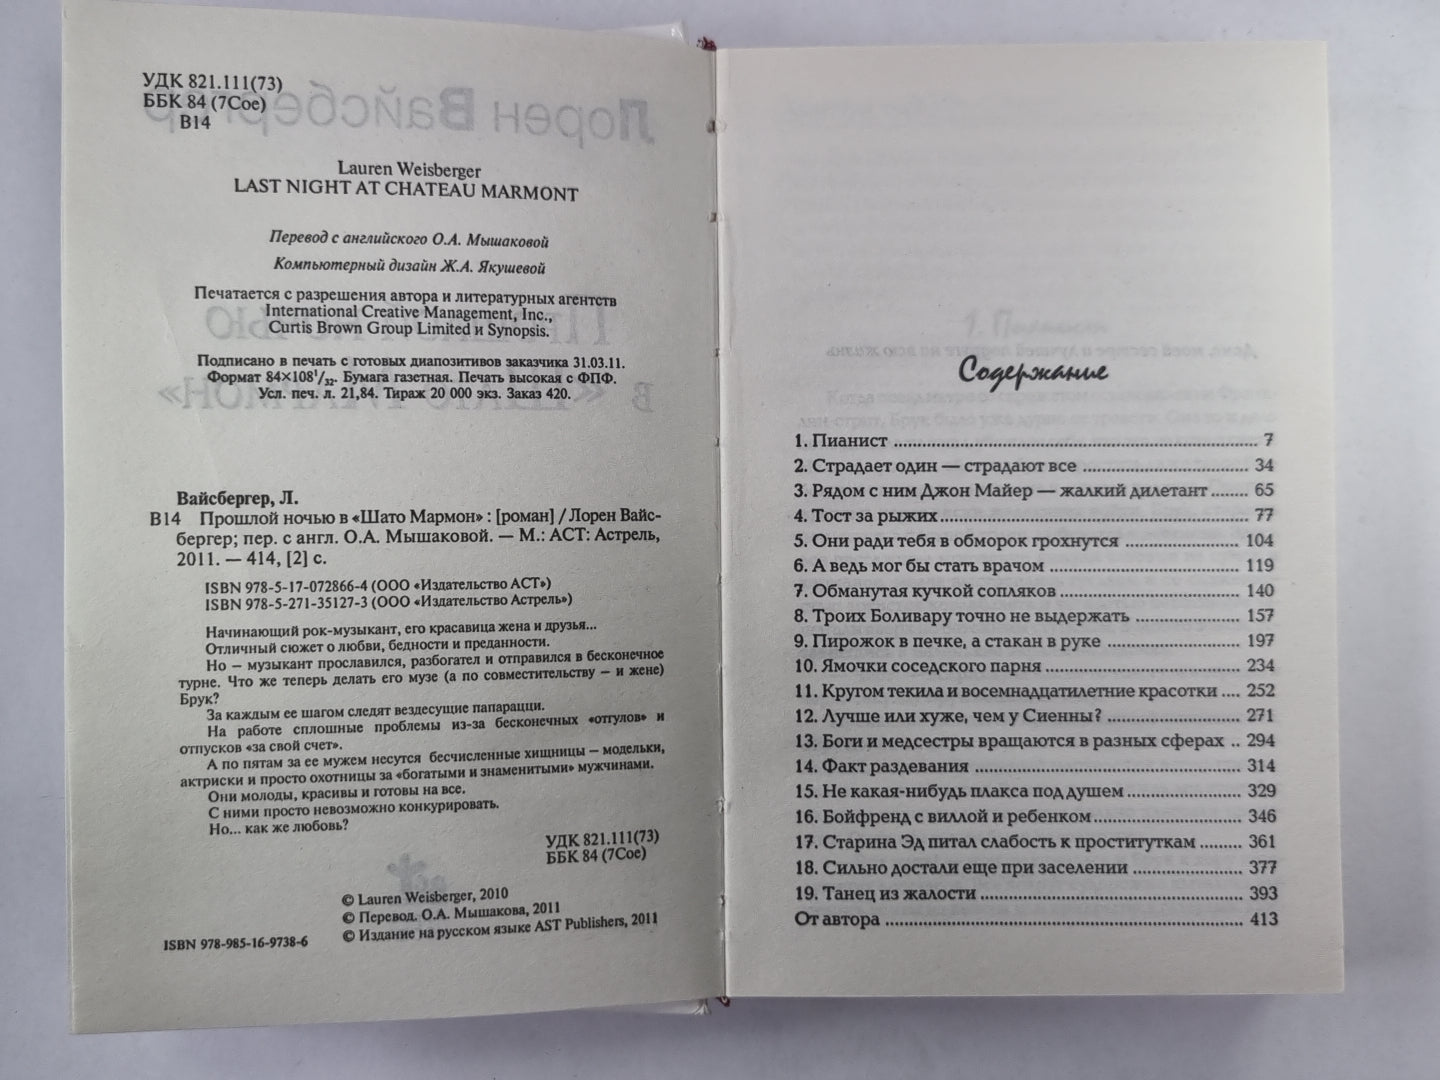 УДК 821.111(73)
ББК 84 (7Сое)
В14
Lauren Weisberger
LAST NIGHT AT CHATEAU MARMONT
Перевод с английского О.А. Мышаковой
Компьютерный дизайн Ж.А. Якушевой
Печатается с разрешения автора и литературных агентств
International Creative Management, Inc.,
Curtis Brown Group Limited и Synopsis.
Подписано в печать с готовых диапозитивов заказчика 31.03.11.
Формат 84×108¹/₃₂. Бумага газетная. Печать высокая с ФПФ.
Усл. печ. л. 21,84. Тираж 20 000 экз. Заказ 420.
Вайсбергер, Л.
В14 Прошлой ночью в «Шато Мармон» : [роман] / Лорен Вайс-
бергер; пер. с англ. О.А. Мышаковой. — М.: АСТ: Астрель,
2011. — 414, [2] с.
ISBN 978-5-17-072866-4 (ООО «Издательство АСТ»)
ISBN 978-5-271-35127-3 (ООО «Издательство Астрель»)
Начинающий рок-музыкант, его красавица жена и друзья...
Отличный сюжет о любви, бедности и преданности.
Но – музыкант прославился, разбогател и отправился в бесконечное
турне. Что же теперь делать его музе (а по совместительству – и жене)
Брук?
За каждым ее шагом следят вездесущие папарацци.
На работе сплошные проблемы из-за бесконечных «отгулов» и
отпусков «за свой счет».
А по пятам за ее мужем несутся бесчисленные хищницы – модельки,
актриски и просто охотницы за «богатыми и знаменитыми» мужчинами.
Они молоды, красивы и готовы на все.
С ними просто невозможно конкурировать.
Но... как же любовь?
УДК 821.111(73)
ББК 84 (7Сое)
© Lauren Weisberger, 2010
© Перевод. О.А. Мышакова, 2011
© Издание на русском языке AST Publishers, 2011
ISBN 978-985-16-9738-6
Содержание
1. Пианист ..... 7
2. Страдает один — страдают все ..... 34
3. Рядом с ним Джон Майер — жалкий дилетант ..... 65
4. Тост за рыжих ..... 77
5. Они ради тебя в обморок грохнутся ..... 104
6. А ведь мог бы стать врачом ..... 119
7. Обманутая кучкой сопляков ..... 140
8. Троих Боливару точно не выдержать ..... 157
9. Пирожок в печке, а стакан в руке ..... 197
10. Ямочки соседского парня ..... 234
11. Кругом текила и восемнадцатилетние красотки .... 252
12. Лучше или хуже, чем у Сиенны? ..... 271
13. Боги и медсестры вращаются в разных сферах .. 294
14. Факт раздевания ..... 314
15. Не какая-нибудь плакса под душем ..... 329
16. Бойфренд с виллой и ребенком ..... 346
17. Старина Эд питал слабость к проституткам ..... 361
18. Сильно достали еще при заселении ..... 377
19. Танец из жалости ..... 393
От автора ..... 413